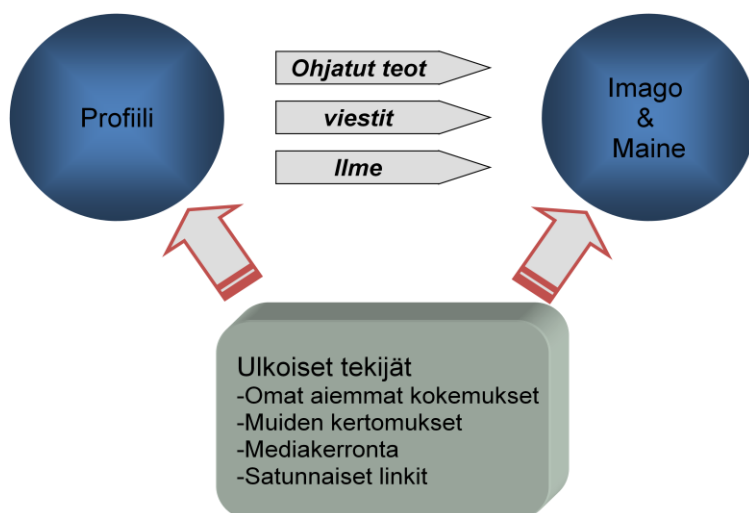 Profiili
Ohjatut teot
viestit
Ilme
Imago
&
Maine
Ulkoiset tekijät
-Omat aiemmat kokemukset
-Muiden kertomukset
-Mediakerronta
-Satunnaiset linkit